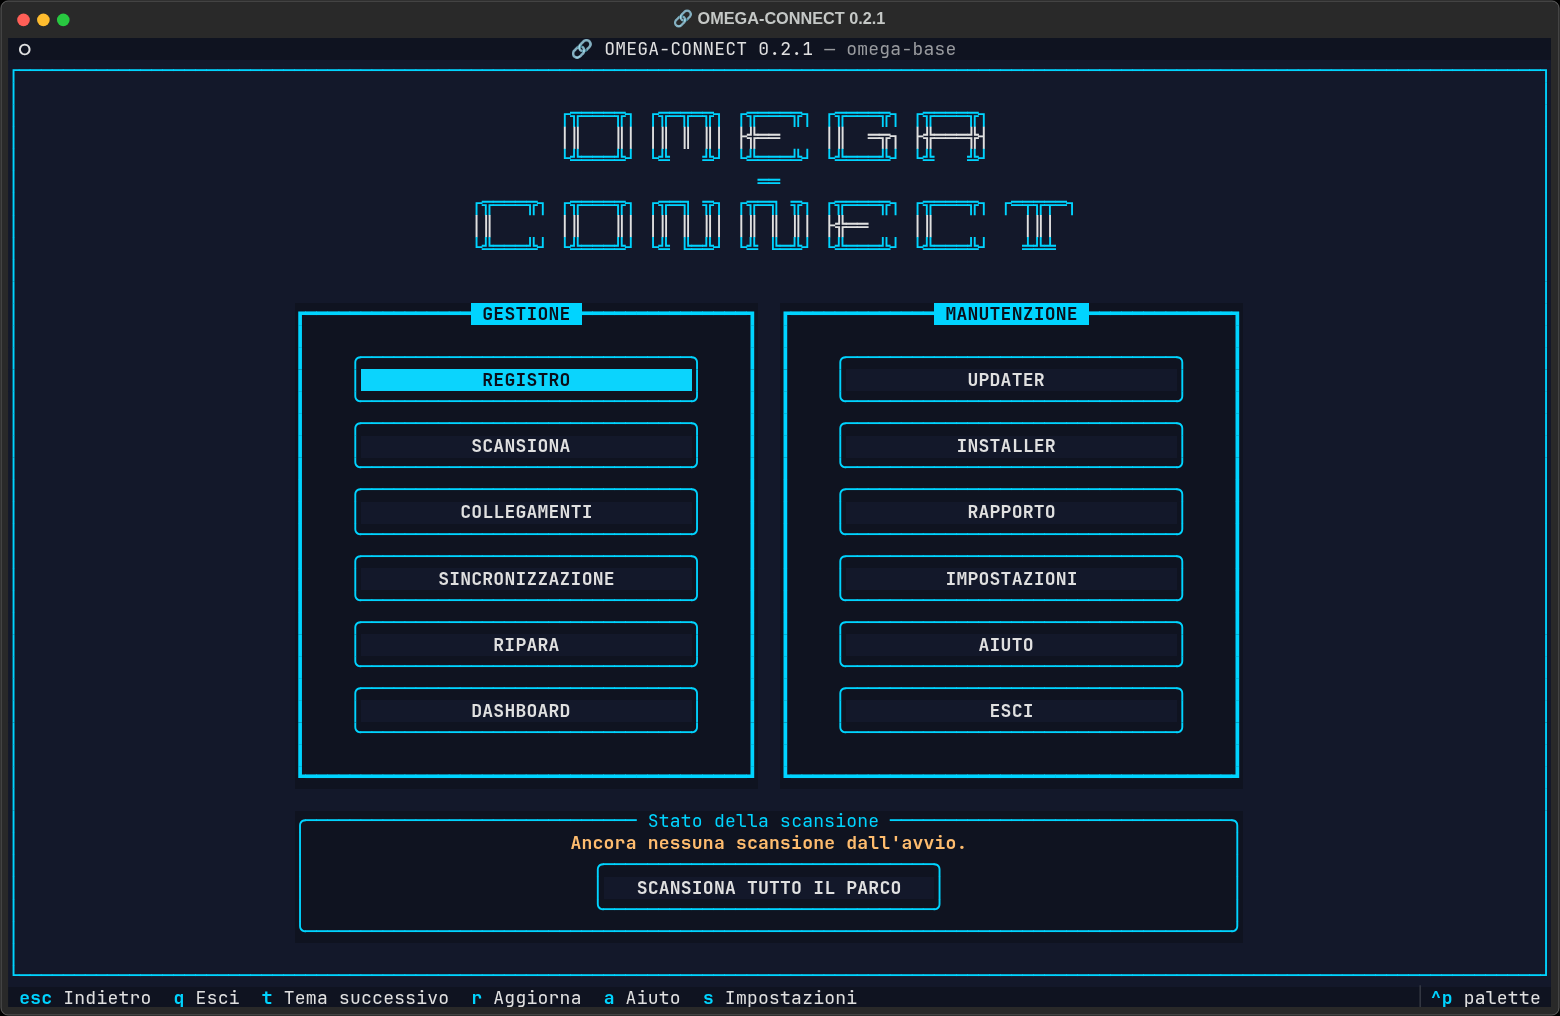 🔗 OMEGA-CONNECT 0.2.1
🔗 OMEGA-CONNECT 0.2.1 — omega-base
OMEGA
-
CONNECT
GESTIONE
REGISTRO
SCANSIONA
COLLEGAMENTI
SINCRONIZZAZIONE
RIPARA
DASHBOARD
MANUTENZIONE
UPDATER
INSTALLER
RAPPORTO
IMPOSTAZIONI
AIUTO
ESCI
Stato della scansione
Ancora nessuna scansione dall'avvio.
SCANSIONA TUTTO IL PARCO
esc Indietro q Esci t Tema successivo r Aggiorna a Aiuto s Impostazioni ^p palette